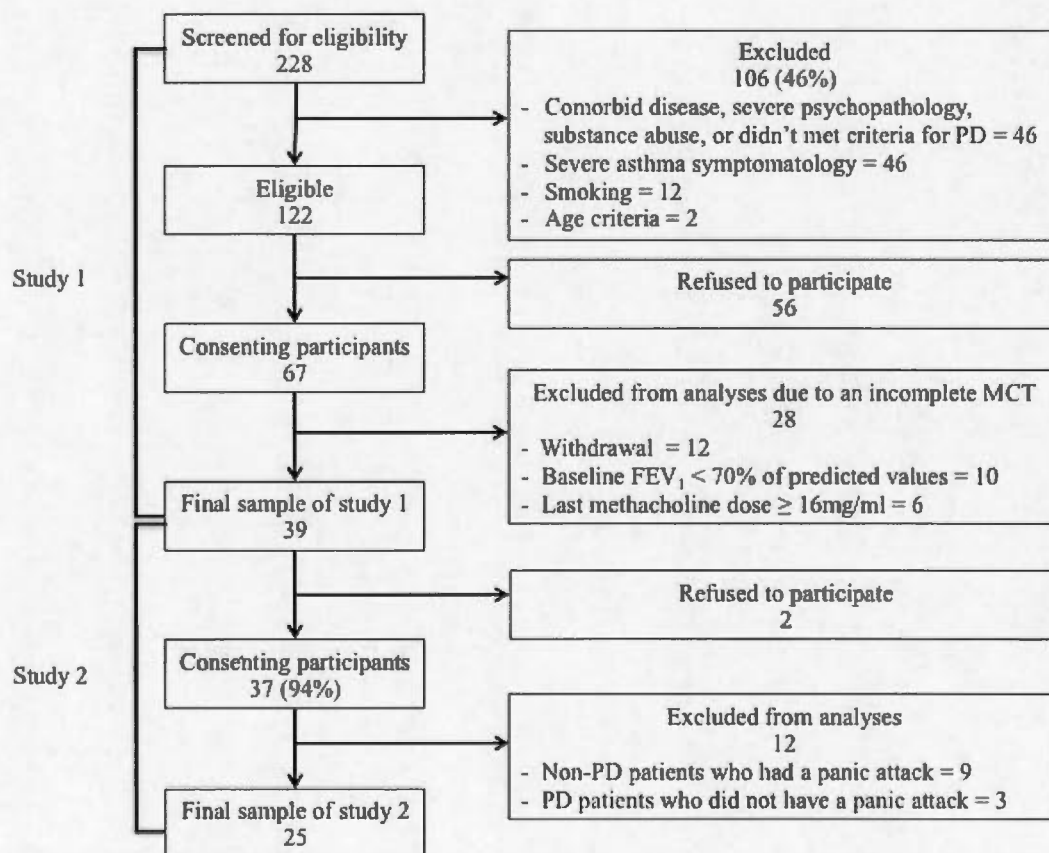 Screened for eligibility
228
Excluded
106 (46%)
- Comorbid disease, severe psychopathology,
substance abuse, or didn't met criteria for PD = 46
- Severe asthma symptomatology = 46
- Smoking = 12
- Age criteria = 2
Eligible
122
Study 1
Refused to participate
56
Consenting participants
67
Excluded from analyses due to an incomplete MCT
28
- Withdrawal = 12
- Baseline FEV₁ < 70% of predicted values = 10
- Last methacholine dose ≥ 16mg/ml = 6
Final sample of study 1
39
Refused to participate
2
Study 2
Consenting participants
37 (94%)
Excluded from analyses
12
- Non-PD patients who had a panic attack = 9
- PD patients who did not have a panic attack = 3
Final sample of study 2
25